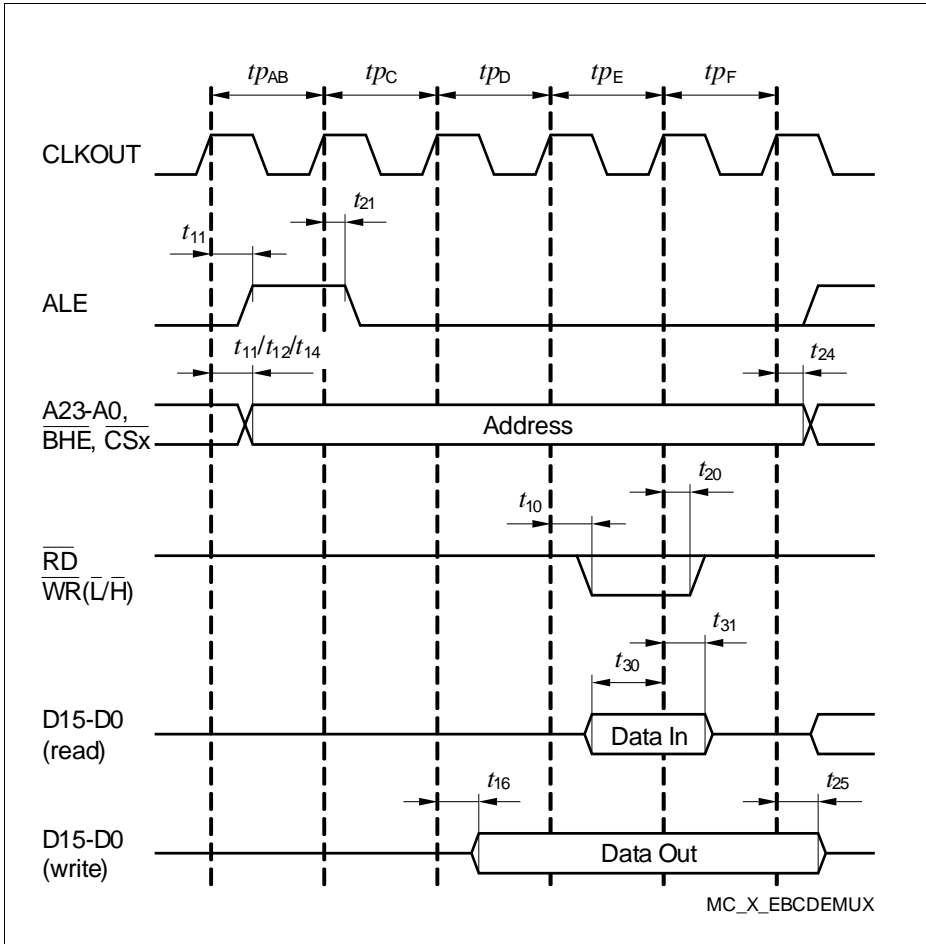 tpAB tpC tpD tpE tpF
CLKOUT
t21
t11
ALE
t11/t12/t14
t24
A23-A0,
BHE, CSx
Address
t20
t10
RD
WR(L/H)
t31
t30
D15-D0
(read)
Data In
t16
t25
D15-D0
(write)
Data Out
MC_X_EBCDEMUX